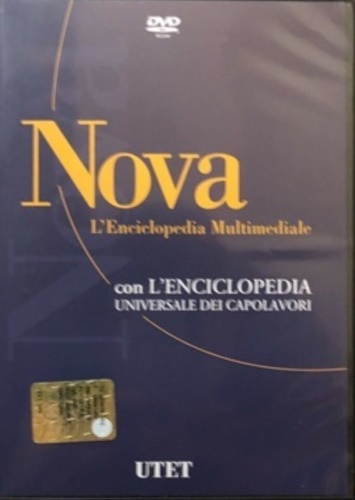 DVD
Nova
L'Enciclopedia Multimediale
con L'ENCICLOPEDIA
UNIVERSALE DEI CAPOLAVORI
UTET